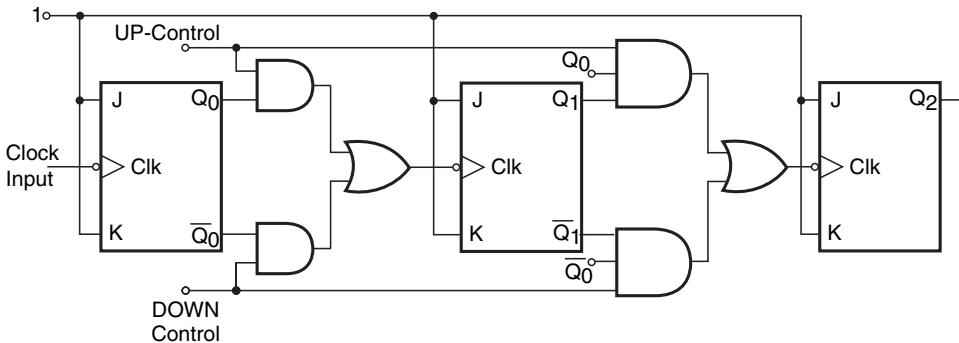 1
UP-Control
Q0
J
Q0
J
Q1
J
Q2
Clock
Input
Clk
Clk
Clk
K
Q̅0
K
Q̅1
K
Q̅0
DOWN
Control